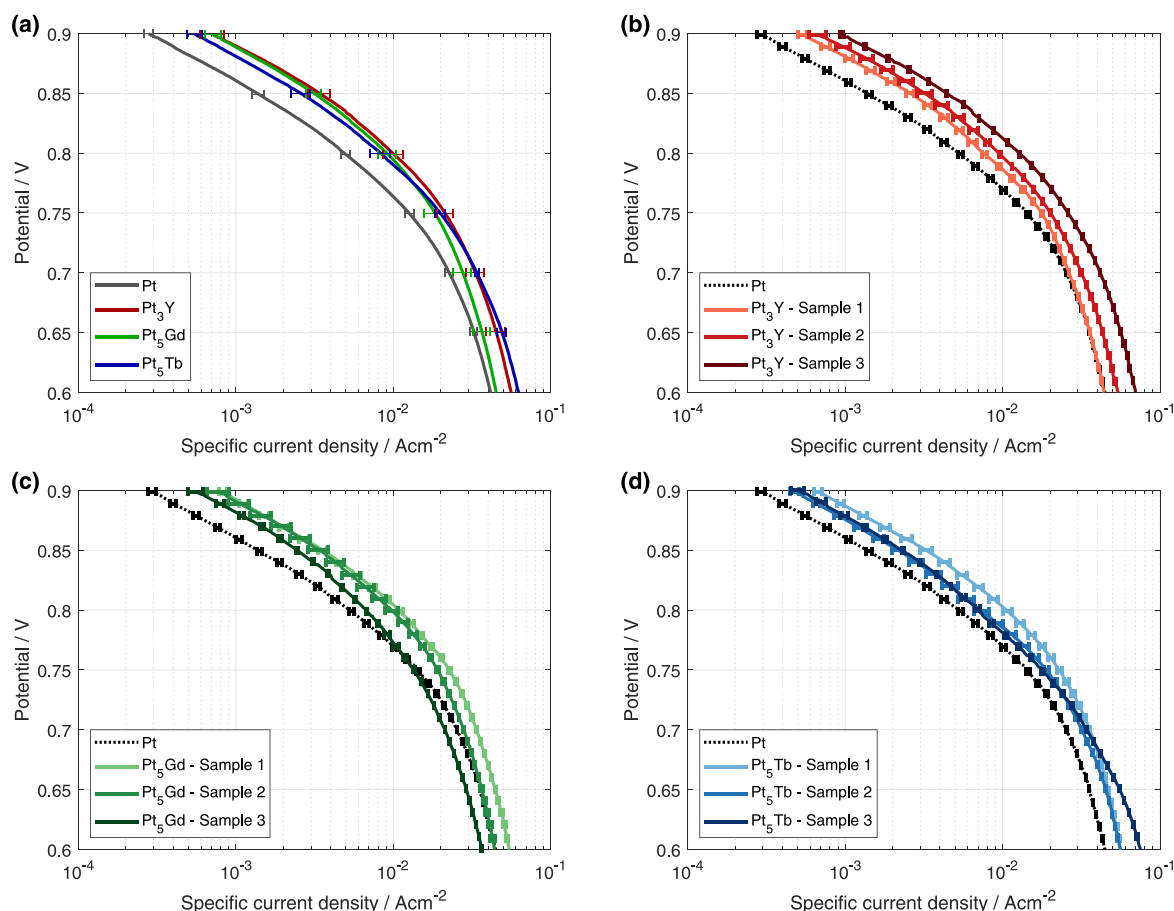 (a)
0.9
0.85
0.8
0.75
0.7
0.65
0.6
Potential / V
Pt
Pt₃Y
Pt₅Gd
Pt₅Tb
10⁻⁴
10⁻³
10⁻²
10⁻¹
Specific current density / Acm⁻²
(b)
0.9
0.85
0.8
0.75
0.7
0.65
0.6
Potential / V
Pt
Pt₃Y - Sample 1
Pt₃Y - Sample 2
Pt₃Y - Sample 3
10⁻⁴
10⁻³
10⁻²
10⁻¹
Specific current density / Acm⁻²
(c)
0.9
0.85
0.8
0.75
0.7
0.65
0.6
Potential / V
Pt
Pt₅Gd - Sample 1
Pt₅Gd - Sample 2
Pt₅Gd - Sample 3
10⁻⁴
10⁻³
10⁻²
10⁻¹
Specific current density / Acm⁻²
(d)
0.9
0.85
0.8
0.75
0.7
0.65
0.6
Potential / V
Pt
Pt₅Tb - Sample 1
Pt₅Tb - Sample 2
Pt₅Tb - Sample 3
10⁻⁴
10⁻³
10⁻²
10⁻¹
Specific current density / Acm⁻²